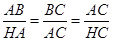 AB/HA = BC/AC = AC/HC